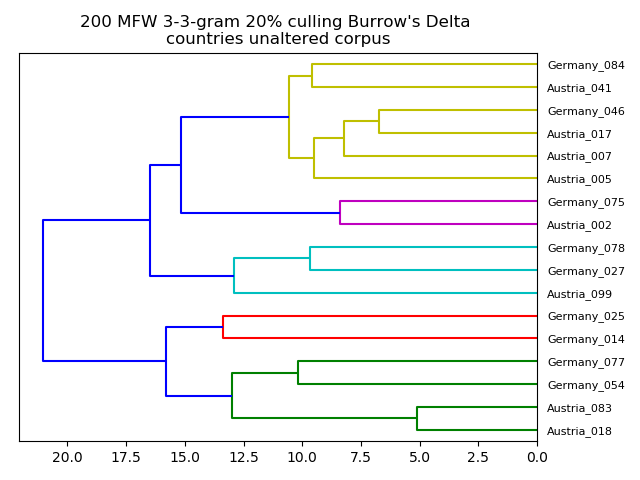 200 MFW 3-3-gram 20% culling Burrow's Delta
countries unaltered corpus
Germany_084
Austria_041
Germany_046
Austria_017
Austria_007
Austria_005
Germany_075
Austria_002
Germany_078
Germany_027
Austria_099
Germany_025
Germany_014
Germany_077
Germany_054
Austria_083
Austria_018
20.0 17.5 15.0 12.5 10.0 7.5 5.0 2.5 0.0